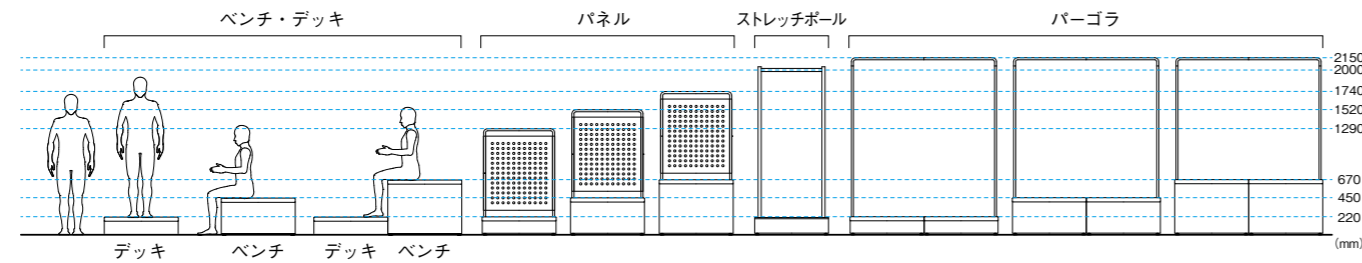 ベンチ・デッキ
パネル
ストレッチポール
パーゴラ
2150
2000
1740
1520
1290
670
450
220
(mm)
デッキ
ベンチ
デッキ
ベンチ